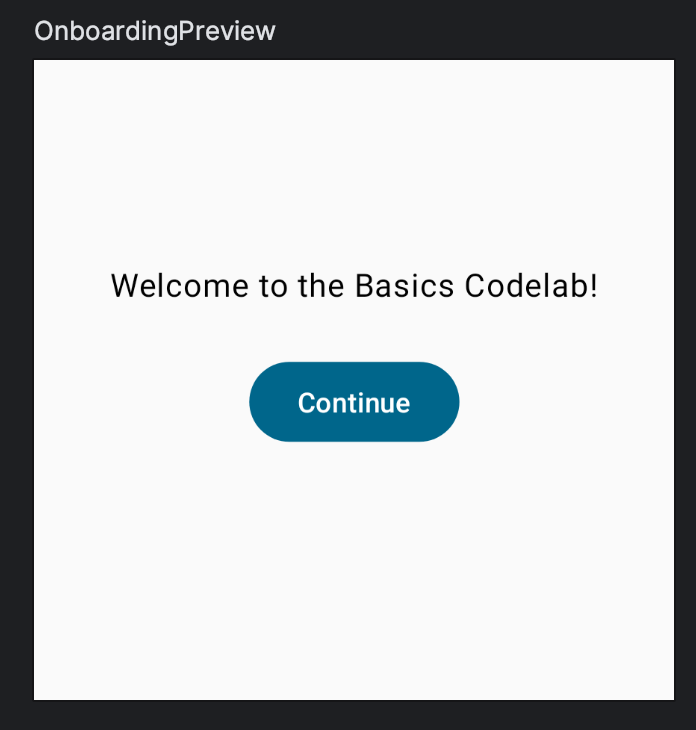 OnboardingPreview
Welcome to the Basics Codelab!
Continue